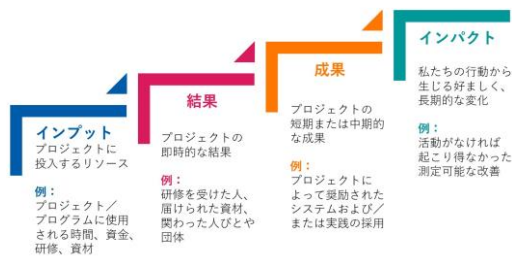 インプット
プロジェクトに
投入するリソース
例：
プロジェクト／
プログラムに使用
される時間、資金、
研修、資材
結果
プロジェクトの
即時的な結果
例：
研修を受けた人、
届けられた資材、
関わった人びとや
団体
成果
プロジェクトの
短期または中期的
な成果
例：
プロジェクトに
よって奨励された
システムおよび／
または実践の採用
インパクト
私たちの行動から
生じる好ましく、
長期的な変化
例：
活動がなければ
起こり得なかった
測定可能な改善